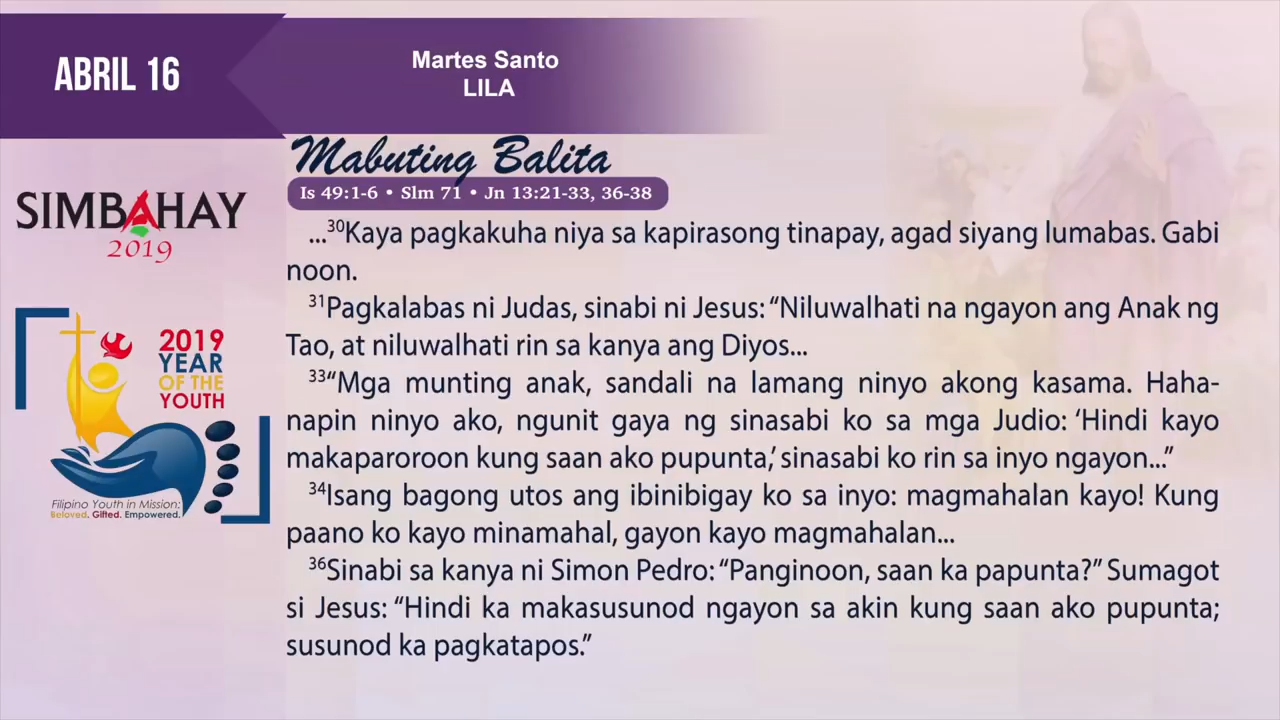 ABRIL 16
Martes Santo
LILA
Mabuting Balita
Is 49:1-6 • Slm 71 • Jn 13:21-33, 36-38
SIMBAHAY
2019
2019
YEAR
OF THE
YOUTH
Filipino Youth in Mission:
Beloved. Gifted. Empowered.
...³⁰Kaya pagkakuha niya sa kapirasong tinapay, agad siyang lumabas. Gabi
noon.
³¹Pagkalabas ni Judas, sinabi ni Jesus: “Niluwalhati na ngayon ang Anak ng
Tao, at niluwalhati rin sa kanya ang Diyos...
³³“Mga munting anak, sandali na lamang ninyo akong kasama. Haha-
napin ninyo ako, ngunit gaya ng sinasabi ko sa mga Judio: ‘Hindi kayo
makaparoroon kung saan ako pupunta,’ sinasabi ko rin sa inyo ngayon...”
³⁴Isang bagong utos ang ibinibigay ko sa inyo: magmahalan kayo! Kung
paano ko kayo minamahal, gayon kayo magmahalan...
³⁶Sinabi sa kanya ni Simon Pedro: “Panginoon, saan ka papunta?” Sumagot
si Jesus: “Hindi ka makasusunod ngayon sa akin kung saan ako pupunta;
susunod ka pagkatapos.”